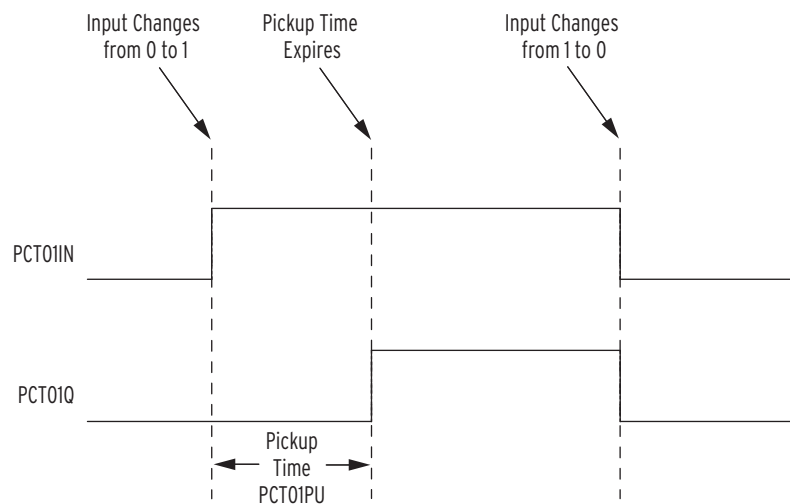 Input Changes
from 0 to 1
Pickup Time
Expires
Input Changes
from 1 to 0
PCT01IN
PCT01Q
Pickup
Time
PCT01PU